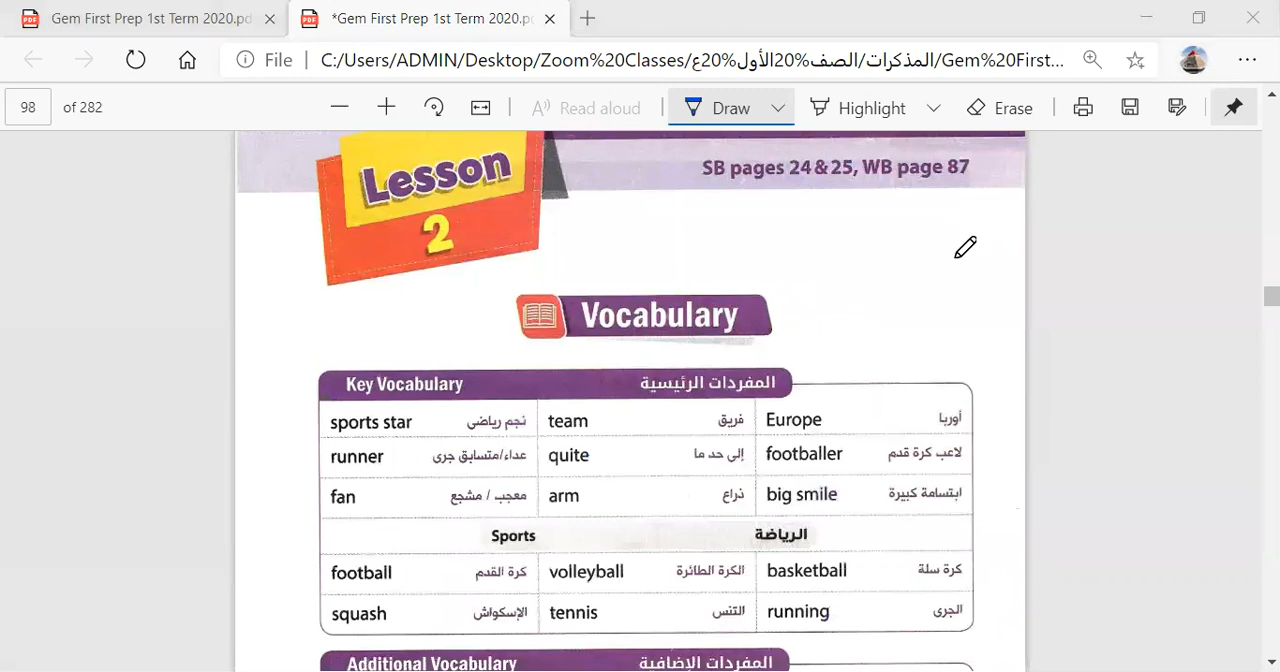 Gem First Prep 1st Term 2020.pd
*Gem First Prep 1st Term 2020.p
File C:/Users/ADMIN/Desktop/Zoom%20Classes/المذكرات/الصف%20الأول%20ع/Gem%20First...
98 of 282 Read aloud Draw Highlight Erase
Lesson
2
SB pages 24 & 25, WB page 87
Vocabulary
Key Vocabulary المفردات الرئيسية
sports star نجم رياضى team فريق Europe أوربا
runner عداء/متسابق جرى quite إلى حد ما footballer لاعب كرة قدم
fan معجب / مشجع arm ذراع big smile ابتسامة كبيرة
Sports الرياضة
football كرة القدم volleyball الكرة الطائرة basketball كرة سلة
squash الإسكواش tennis التنس running الجرى
Additional Vocabulary المفردات الإضافية